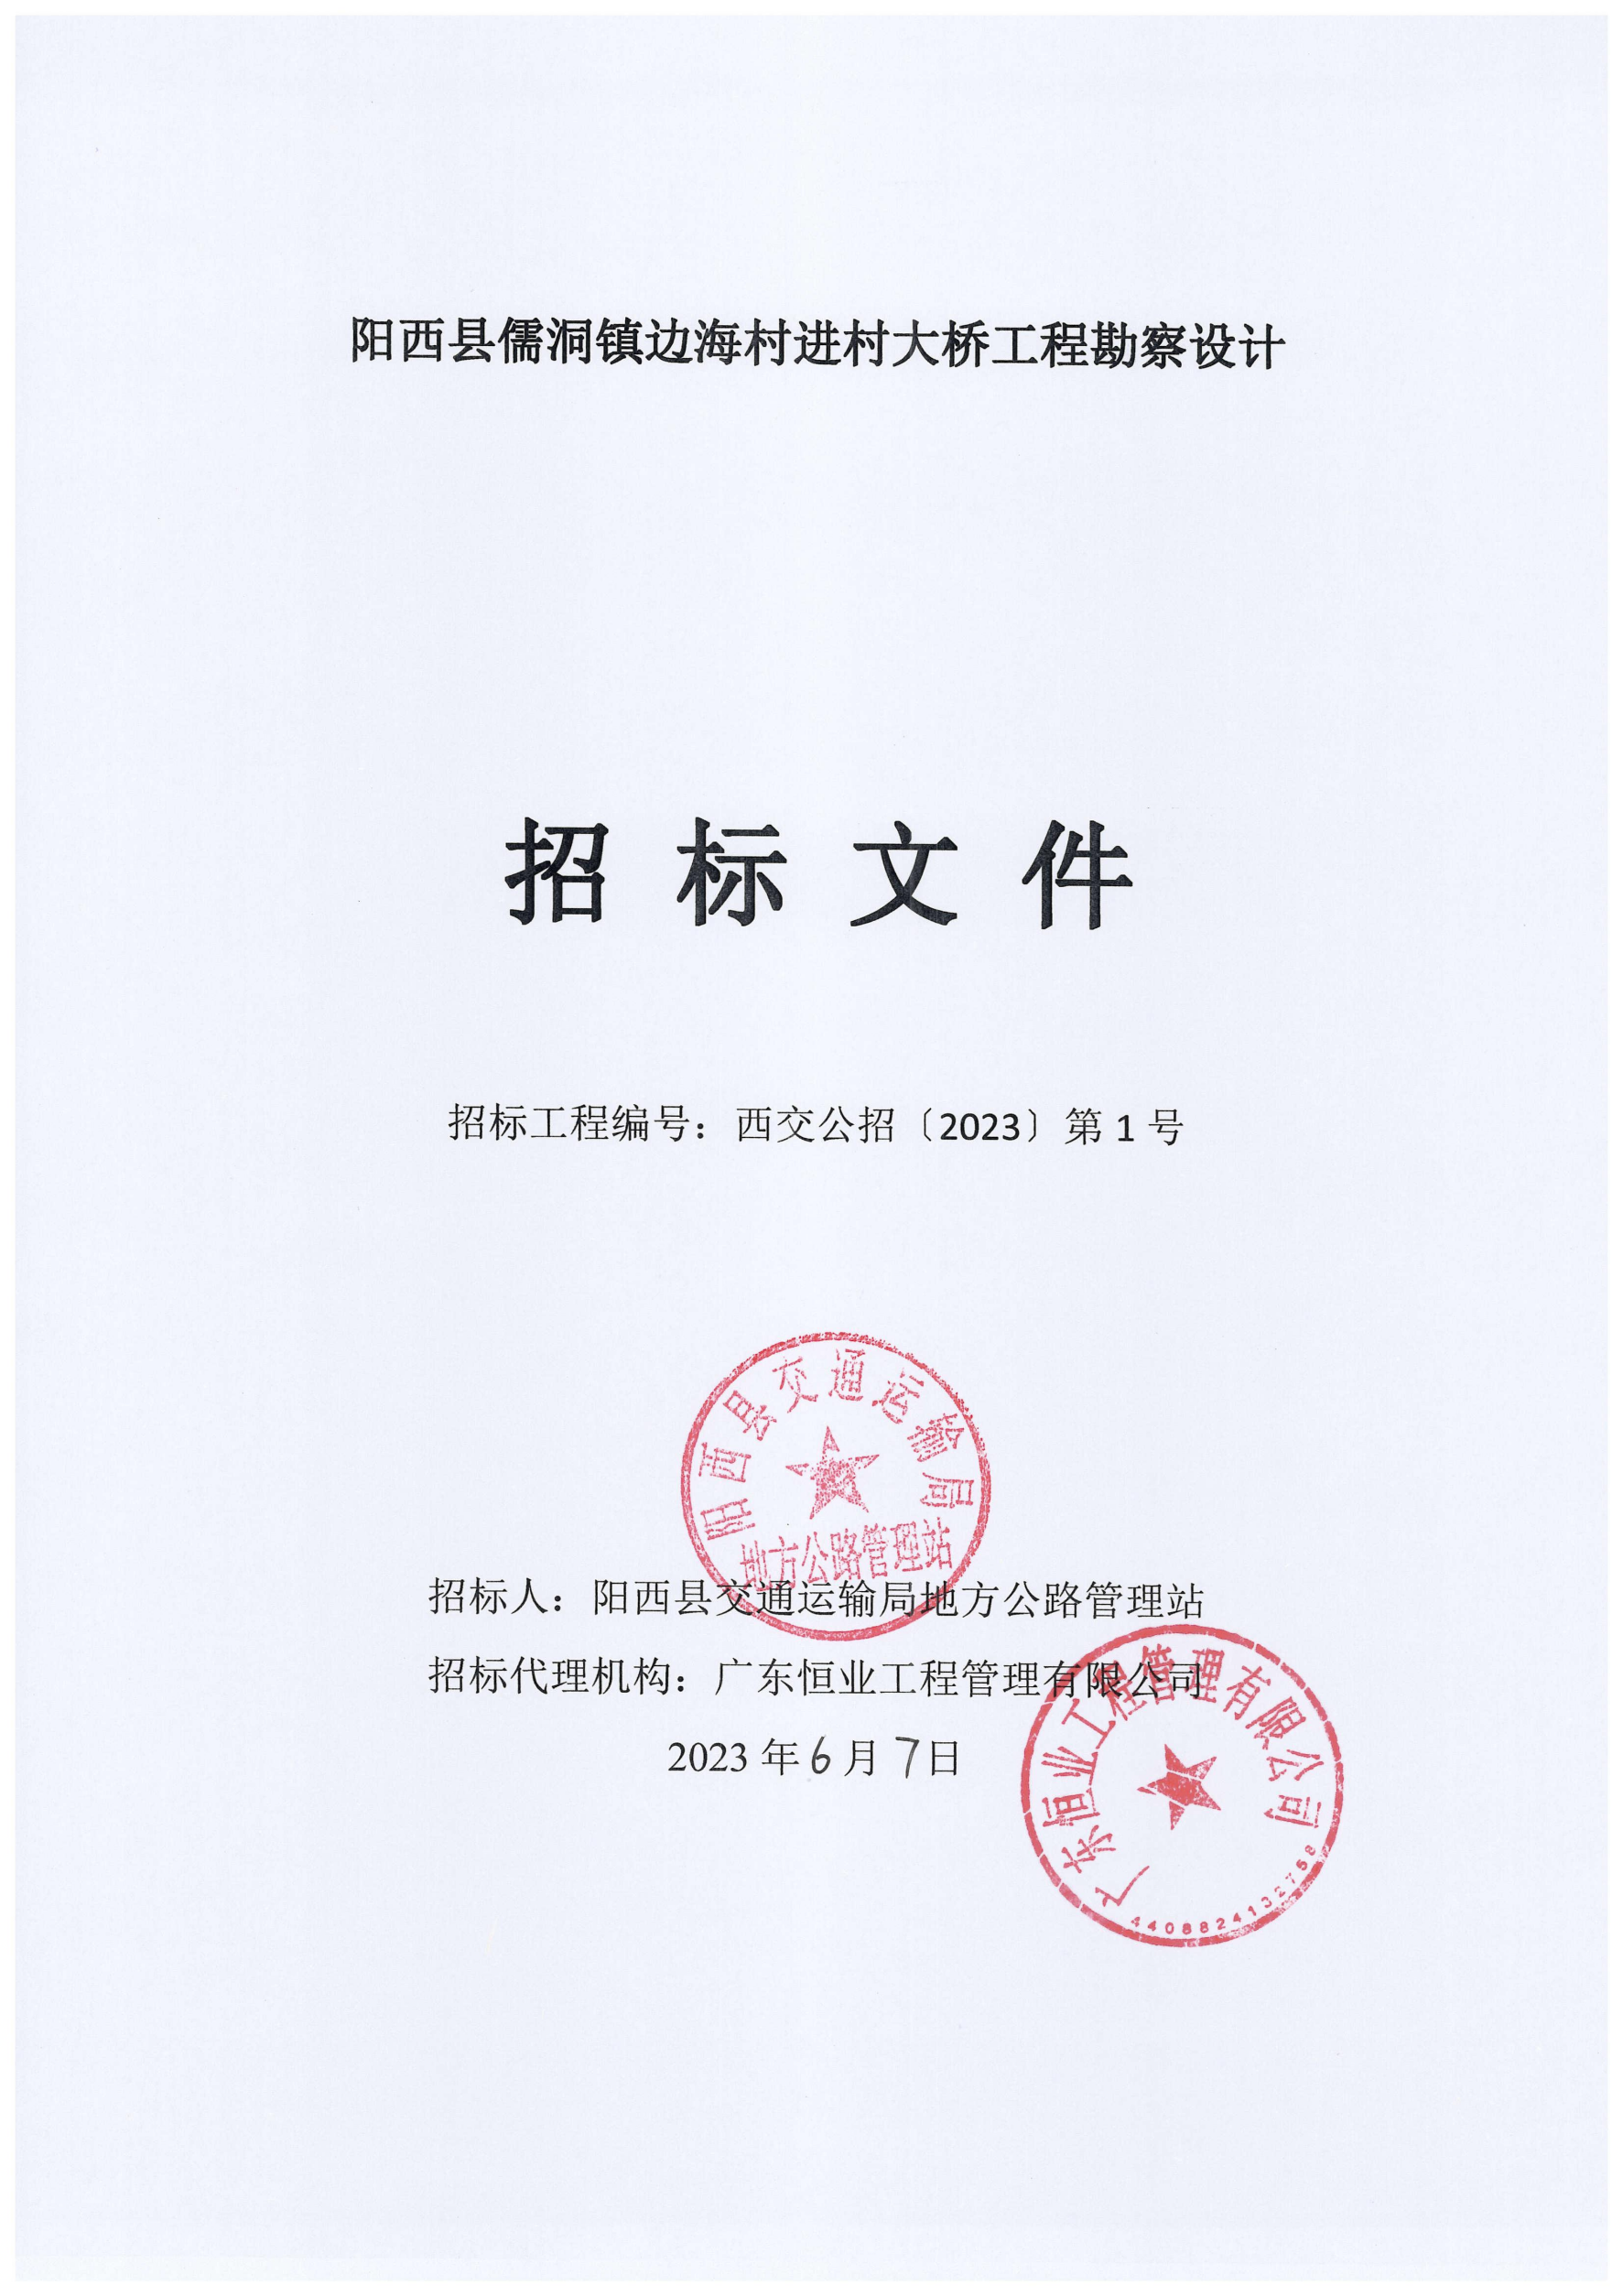 阳西县儒洞镇边海村进村大桥工程勘察设计
招标文件
招标工程编号：西交公招〔2023〕第 1 号
阳西县交通运输局
地方公路管理站
招标人：阳西县交通运输局地方公路管理站
招标代理机构：广东恒业工程管理有限公司
2023 年 6 月 7 日
广东恒业工程管理有限公司
4408824132758